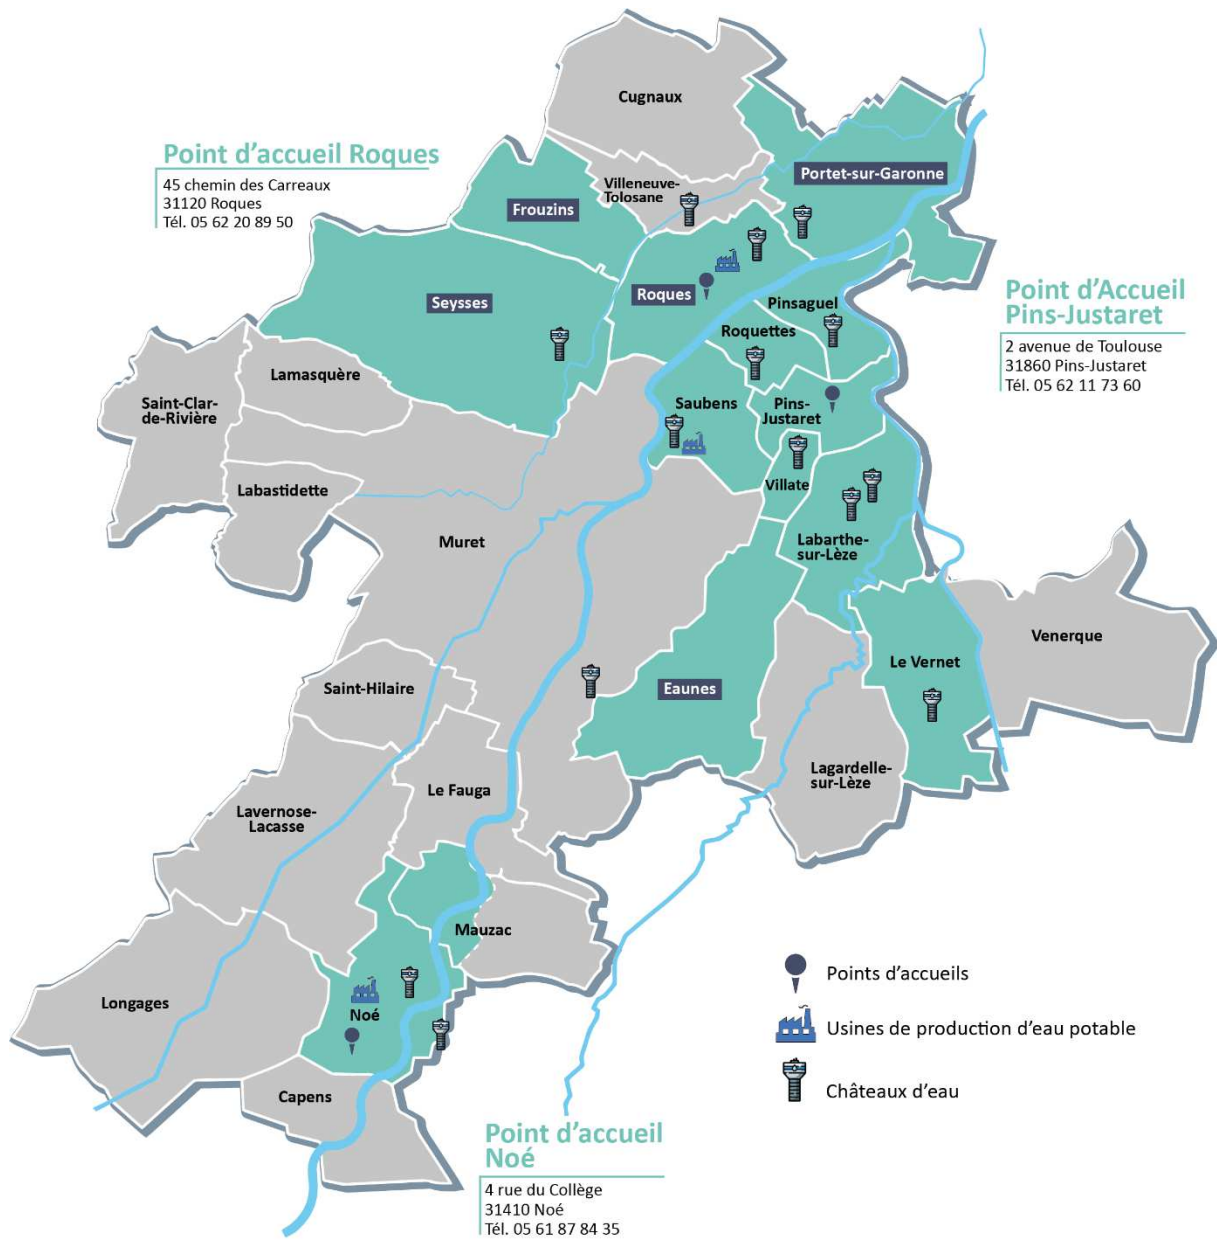 Cugnaux
Point d'accueil Roques
45 chemin des Carreaux
31120 Roques
Tél. 05 62 20 89 50
Villeneuve-
Tolosane
Portet-sur-Garonne
Frouzins
Seysses
Roques
Pinsaguel
Roquettes
Point d'Accueil
Pins-Justaret
2 avenue de Toulouse
31860 Pins-Justaret
Tél. 05 62 11 73 60
Lamasquère
Saint-Clar-
de-Rivière
Saubens
Pins-
Justaret
Labastidette
Villate
Muret
Labarthe-
sur-Lèze
Venerque
Le Vernet
Saint-Hilaire
Eaunes
Lagardelle-
sur-Lèze
Le Fauga
Lavernose-
Lacasse
Mauzac
Longages
Noé
Capens
Points d'accueils
Usines de production d'eau potable
Châteaux d'eau
Point d'accueil
Noé
4 rue du Collège
31410 Noé
Tél. 05 61 87 84 35